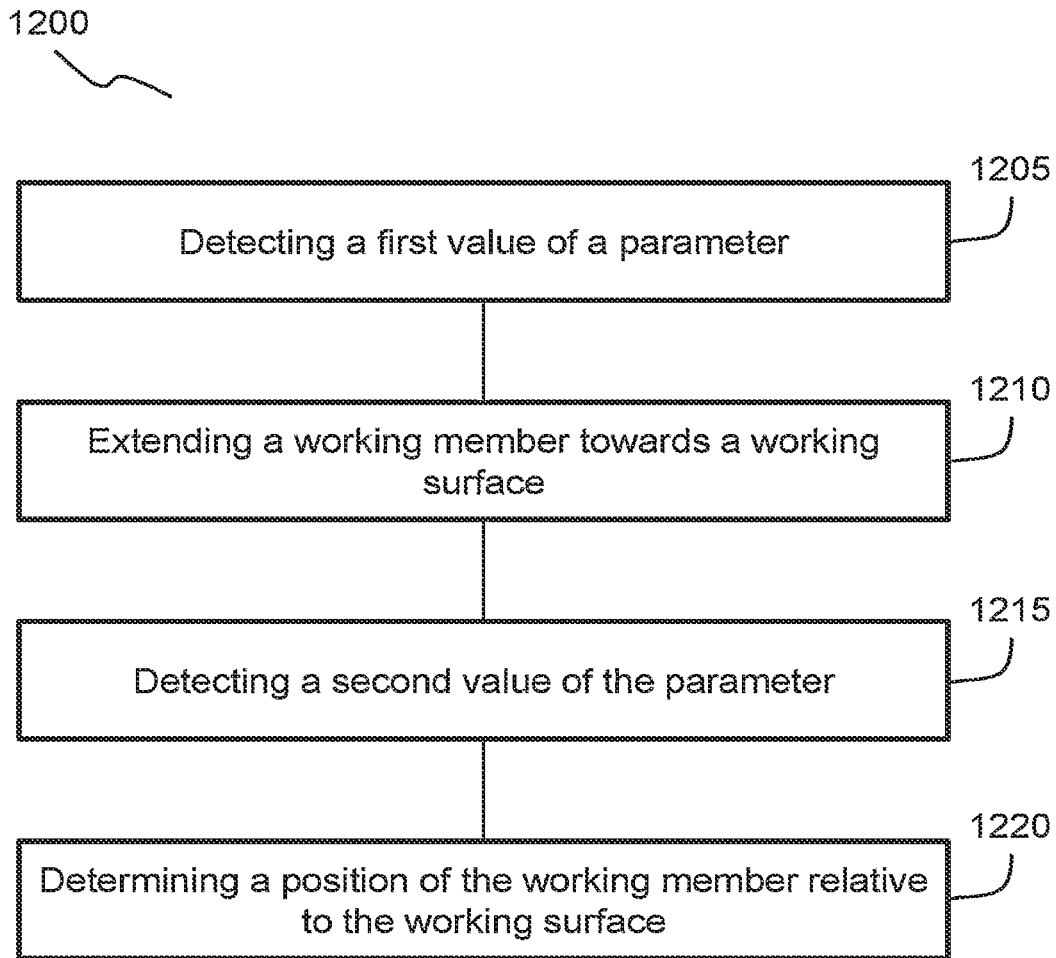 1200
1205
Detecting a first value of a parameter
1210
Extending a working member towards a working
surface
1215
Detecting a second value of the parameter
1220
Determining a position of the working member relative
to the working surface